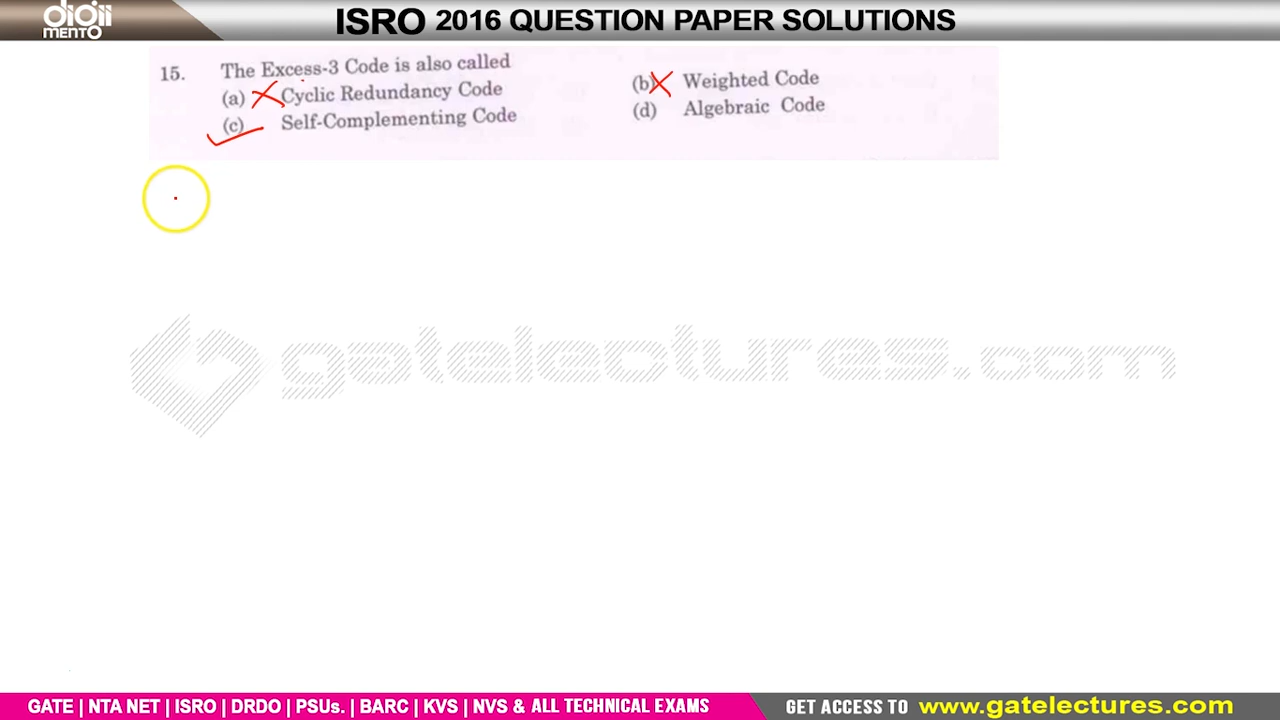 digii
MENTO
ISRO 2016 QUESTION PAPER SOLUTIONS
15. The Excess-3 Code is also called
(a) Cyclic Redundancy Code (b) Weighted Code
(c) Self-Complementing Code (d) Algebraic Code
gatelectures.com
GATE | NTA NET | ISRO | DRDO | PSUs. | BARC | KVS | NVS & ALL TECHNICAL EXAMS GET ACCESS TO www.gatelectures.com